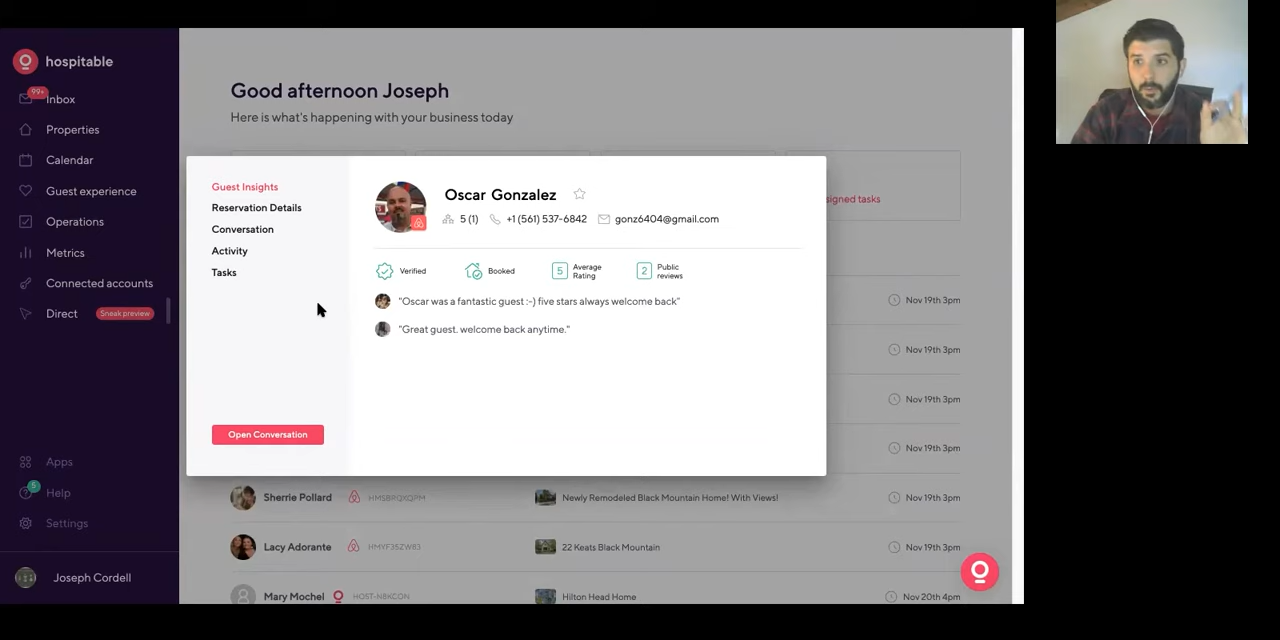 hospitable
99+
Inbox
Properties
Calendar
Guest experience
Operations
Metrics
Connected accounts
Direct
Sneak preview
Apps
5
Help
Settings
Joseph Cordell
Good afternoon Joseph
Here is what's happening with your business today
signed tasks
Guest Insights
Reservation Details
Conversation
Activity
Tasks
Open Conversation
Oscar Gonzalez
5 (1) +1 (561) 537-6842 gonz6404@gmail.com
Verified
Booked
5 Average Rating
2 Public reviews
"Oscar was a fantastic guest :-) five stars always welcome back"
"Great guest. welcome back anytime."
Nov 19th 3pm
Nov 19th 3pm
Nov 19th 3pm
Nov 19th 3pm
Sherrie Pollard HMSBRQXQPM Newly Remodeled Black Mountain Home! With Views! Nov 19th 3pm
Lacy Adorante HMYF35ZW83 22 Keats Black Mountain Nov 19th 3pm
Mary Mochel HOST-N8KCON Hilton Head Home Nov 20th 4pm